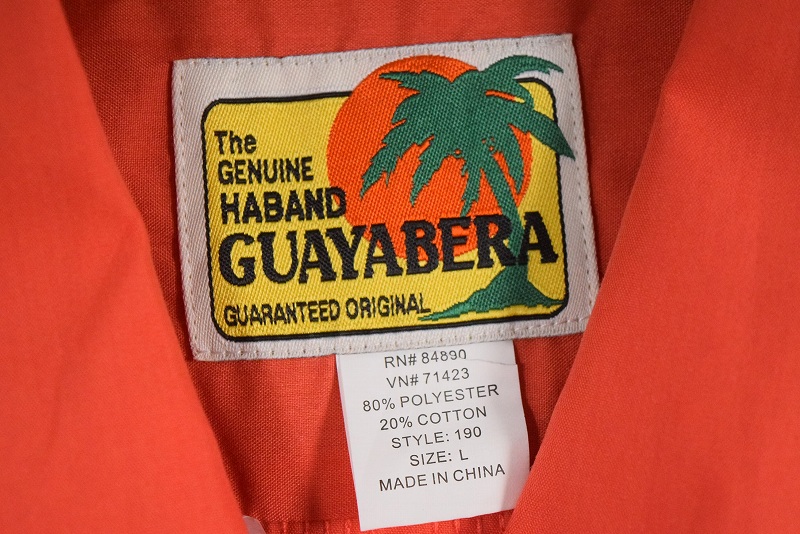 The
GENUINE
HABAND
GUAYABERA
GUARANTEED ORIGINAL
RN# 84890
VN# 71423
80% POLYESTER
20% COTTON
STYLE: 190
SIZE: L
MADE IN CHINA